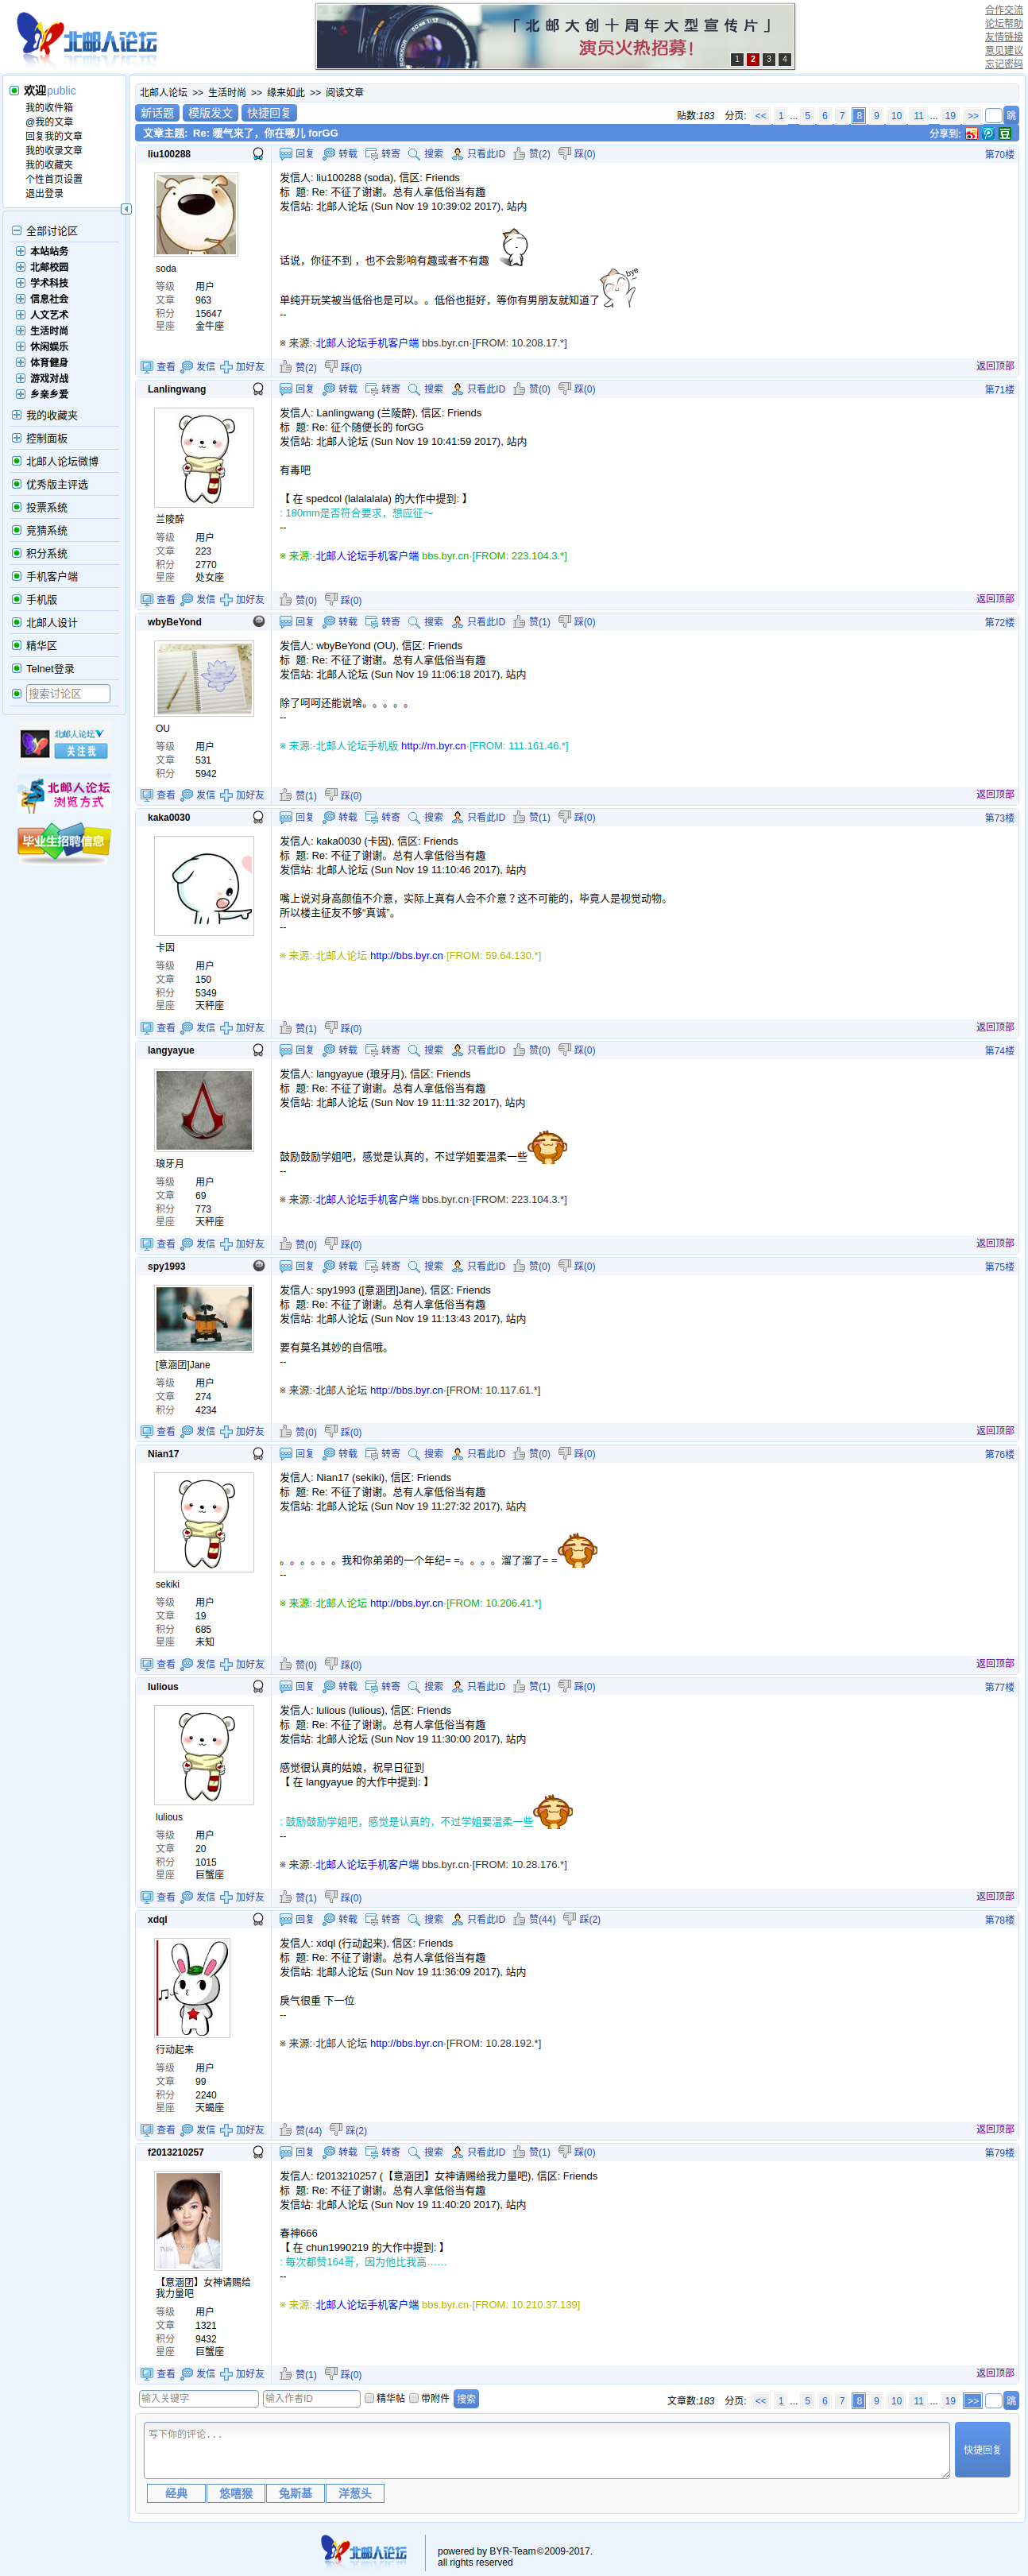 北邮人论坛
「北邮大创十周年大型宣传片」
演员火热招募!
1 2 3 4
合作交流
论坛帮助
友情链接
意见建议
忘记密码
欢迎public
我的收件箱
@我的文章
回复我的文章
我的收录文章
我的收藏夹
个性首页设置
退出登录
全部讨论区
本站站务
北邮校园
学术科技
信息社会
人文艺术
生活时尚
休闲娱乐
体育健身
游戏对战
乡亲乡爱
我的收藏夹
控制面板
北邮人论坛微博
优秀版主评选
投票系统
竞猜系统
积分系统
手机客户端
手机版
北邮人设计
精华区
Telnet登录
搜索讨论区
北邮人论坛
关注我
北邮人论坛
浏览方式
毕业生招聘信息
北邮人论坛 >> 生活时尚 >> 缘来如此 >> 阅读文章
新话题 模版发文 快捷回复
贴数:183 分页: << 1 ... 5 6 7 8 9 10 11 ... 19 >> 跳
文章主题: Re: 暖气来了，你在哪儿 forGG
分享到: 豆
liu100288 回复 转载 转寄 搜索 只看此ID 赞(2) 踩(0) 第70楼
soda
等级 用户
文章 963
积分 15647
星座 金牛座
发信人: liu100288 (soda), 信区: Friends
标 题: Re: 不征了谢谢。总有人拿低俗当有趣
发信站: 北邮人论坛 (Sun Nov 19 10:39:02 2017), 站内
话说，你征不到 ，也不会影响有趣或者不有趣
bye
单纯开玩笑被当低俗也是可以。。低俗也挺好，等你有男朋友就知道了
--
※ 来源:·北邮人论坛手机客户端 bbs.byr.cn·[FROM: 10.208.17.*]
查看 发信 加好友 赞(2) 踩(0) 返回顶部
Lanlingwang 回复 转载 转寄 搜索 只看此ID 赞(0) 踩(0) 第71楼
兰陵醉
等级 用户
文章 223
积分 2770
星座 处女座
发信人: Lanlingwang (兰陵醉), 信区: Friends
标 题: Re: 征个随便长的 forGG
发信站: 北邮人论坛 (Sun Nov 19 10:41:59 2017), 站内
有毒吧
【 在 spedcol (lalalalala) 的大作中提到: 】
: 180mm是否符合要求，想应征～
--
※ 来源:·北邮人论坛手机客户端 bbs.byr.cn·[FROM: 223.104.3.*]
查看 发信 加好友 赞(0) 踩(0) 返回顶部
wbyBeYond 回复 转载 转寄 搜索 只看此ID 赞(1) 踩(0) 第72楼
OU
等级 用户
文章 531
积分 5942
发信人: wbyBeYond (OU), 信区: Friends
标 题: Re: 不征了谢谢。总有人拿低俗当有趣
发信站: 北邮人论坛 (Sun Nov 19 11:06:18 2017), 站内
除了呵呵还能说啥。。。。。
--
※ 来源:·北邮人论坛手机版 http://m.byr.cn·[FROM: 111.161.46.*]
查看 发信 加好友 赞(1) 踩(0) 返回顶部
kaka0030 回复 转载 转寄 搜索 只看此ID 赞(1) 踩(0) 第73楼
卡因
等级 用户
文章 150
积分 5349
星座 天秤座
发信人: kaka0030 (卡因), 信区: Friends
标 题: Re: 不征了谢谢。总有人拿低俗当有趣
发信站: 北邮人论坛 (Sun Nov 19 11:10:46 2017), 站内
嘴上说对身高颜值不介意，实际上真有人会不介意？这不可能的，毕竟人是视觉动物。
所以楼主征友不够“真诚”。
--
※ 来源:·北邮人论坛 http://bbs.byr.cn·[FROM: 59.64.130.*]
查看 发信 加好友 赞(1) 踩(0) 返回顶部
langyayue 回复 转载 转寄 搜索 只看此ID 赞(0) 踩(0) 第74楼
琅牙月
等级 用户
文章 69
积分 773
星座 天秤座
发信人: langyayue (琅牙月), 信区: Friends
标 题: Re: 不征了谢谢。总有人拿低俗当有趣
发信站: 北邮人论坛 (Sun Nov 19 11:11:32 2017), 站内
鼓励鼓励学姐吧，感觉是认真的，不过学姐要温柔一些
--
※ 来源:·北邮人论坛手机客户端 bbs.byr.cn·[FROM: 223.104.3.*]
查看 发信 加好友 赞(0) 踩(0) 返回顶部
spy1993 回复 转载 转寄 搜索 只看此ID 赞(0) 踩(0) 第75楼
[意涵团]Jane
等级 用户
文章 274
积分 4234
发信人: spy1993 ([意涵团]Jane), 信区: Friends
标 题: Re: 不征了谢谢。总有人拿低俗当有趣
发信站: 北邮人论坛 (Sun Nov 19 11:13:43 2017), 站内
要有莫名其妙的自信哦。
--
※ 来源:·北邮人论坛 http://bbs.byr.cn·[FROM: 10.117.61.*]
查看 发信 加好友 赞(0) 踩(0) 返回顶部
Nian17 回复 转载 转寄 搜索 只看此ID 赞(0) 踩(0) 第76楼
sekiki
等级 用户
文章 19
积分 685
星座 未知
发信人: Nian17 (sekiki), 信区: Friends
标 题: Re: 不征了谢谢。总有人拿低俗当有趣
发信站: 北邮人论坛 (Sun Nov 19 11:27:32 2017), 站内
。。。。。。我和你弟弟的一个年纪= =。。。。溜了溜了= =
--
※ 来源:·北邮人论坛 http://bbs.byr.cn·[FROM: 10.206.41.*]
查看 发信 加好友 赞(0) 踩(0) 返回顶部
lulious 回复 转载 转寄 搜索 只看此ID 赞(1) 踩(0) 第77楼
lulious
等级 用户
文章 20
积分 1015
星座 巨蟹座
发信人: lulious (lulious), 信区: Friends
标 题: Re: 不征了谢谢。总有人拿低俗当有趣
发信站: 北邮人论坛 (Sun Nov 19 11:30:00 2017), 站内
感觉很认真的姑娘，祝早日征到
【 在 langyayue 的大作中提到: 】
: 鼓励鼓励学姐吧，感觉是认真的，不过学姐要温柔一些
--
※ 来源:·北邮人论坛手机客户端 bbs.byr.cn·[FROM: 10.28.176.*]
查看 发信 加好友 赞(1) 踩(0) 返回顶部
xdql 回复 转载 转寄 搜索 只看此ID 赞(44) 踩(2) 第78楼
行动起来
等级 用户
文章 99
积分 2240
星座 天蝎座
发信人: xdql (行动起来), 信区: Friends
标 题: Re: 不征了谢谢。总有人拿低俗当有趣
发信站: 北邮人论坛 (Sun Nov 19 11:36:09 2017), 站内
戾气很重 下一位
--
※ 来源:·北邮人论坛 http://bbs.byr.cn·[FROM: 10.28.192.*]
查看 发信 加好友 赞(44) 踩(2) 返回顶部
f2013210257 回复 转载 转寄 搜索 只看此ID 赞(1) 踩(0) 第79楼
【意涵团】女神请赐给
我力量吧
等级 用户
文章 1321
积分 9432
星座 巨蟹座
发信人: f2013210257 (【意涵团】女神请赐给我力量吧), 信区: Friends
标 题: Re: 不征了谢谢。总有人拿低俗当有趣
发信站: 北邮人论坛 (Sun Nov 19 11:40:20 2017), 站内
春神666
【 在 chun1990219 的大作中提到: 】
: 每次都赞164哥，因为他比我高……
--
※ 来源:·北邮人论坛手机客户端 bbs.byr.cn·[FROM: 10.210.37.139]
查看 发信 加好友 赞(1) 踩(0) 返回顶部
输入关键字 输入作者ID 精华帖 带附件 搜索
文章数:183 分页: << 1 ... 5 6 7 8 9 10 11 ... 19 >> 跳
写下你的评论...
快捷回复
经典 悠嘻猴 兔斯基 洋葱头
北邮人论坛
powered by BYR-Team©2009-2017.
all rights reserved